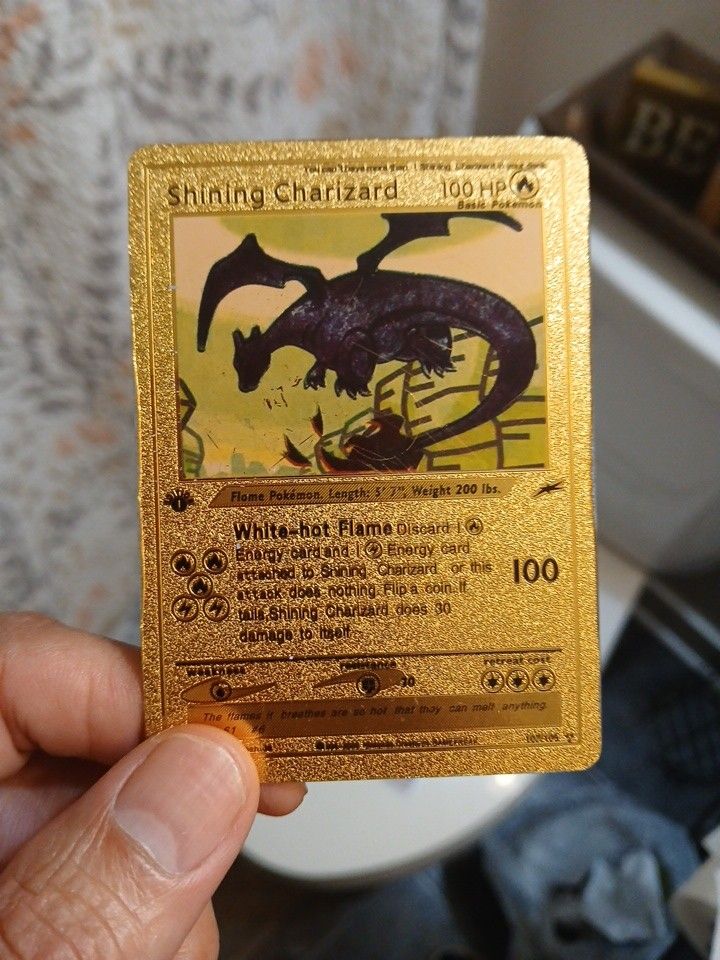 BE
Shining Charizard 100 HP
Basic Pokémon
1
Flame Pokémon. Length: 5' 7", Weight 200 lbs.
White-hot Flame Discard 1
Energy card and 1 Energy card
attached to Shining Charizard or this
attack does nothing. Flip a coin. If
tails, Shining Charizard does 30
damage to itself
100
weakness resistance retreat cost
30
The flames it breathes are so hot that they can melt anything.
#6